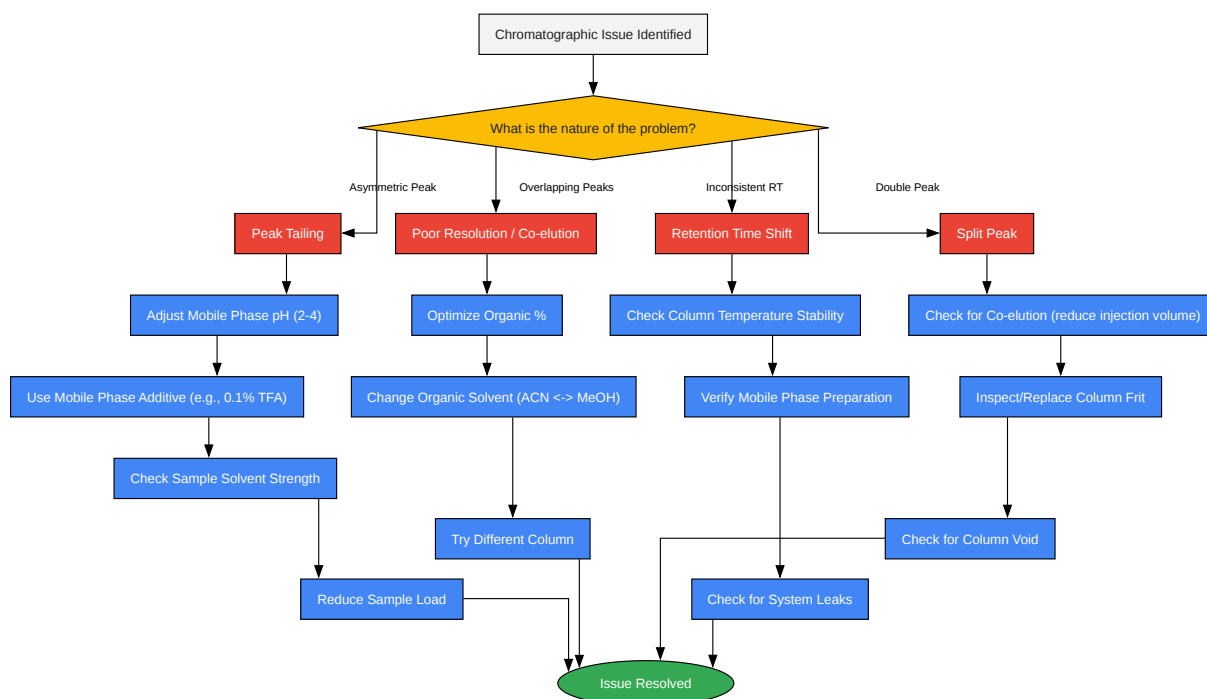 Chromatographic Issue Identified
What is the nature of the problem?
Asymmetric Peak
Overlapping Peaks
Inconsistent RT
Double Peak
Peak Tailing
Poor Resolution / Co-elution
Retention Time Shift
Split Peak
Adjust Mobile Phase pH (2-4)
Optimize Organic %
Check Column Temperature Stability
Check for Co-elution (reduce injection volume)
Use Mobile Phase Additive (e.g., 0.1% TFA)
Change Organic Solvent (ACN <-> MeOH)
Verify Mobile Phase Preparation
Inspect/Replace Column Frit
Check Sample Solvent Strength
Try Different Column
Check for Column Void
Reduce Sample Load
Check for System Leaks
Issue Resolved